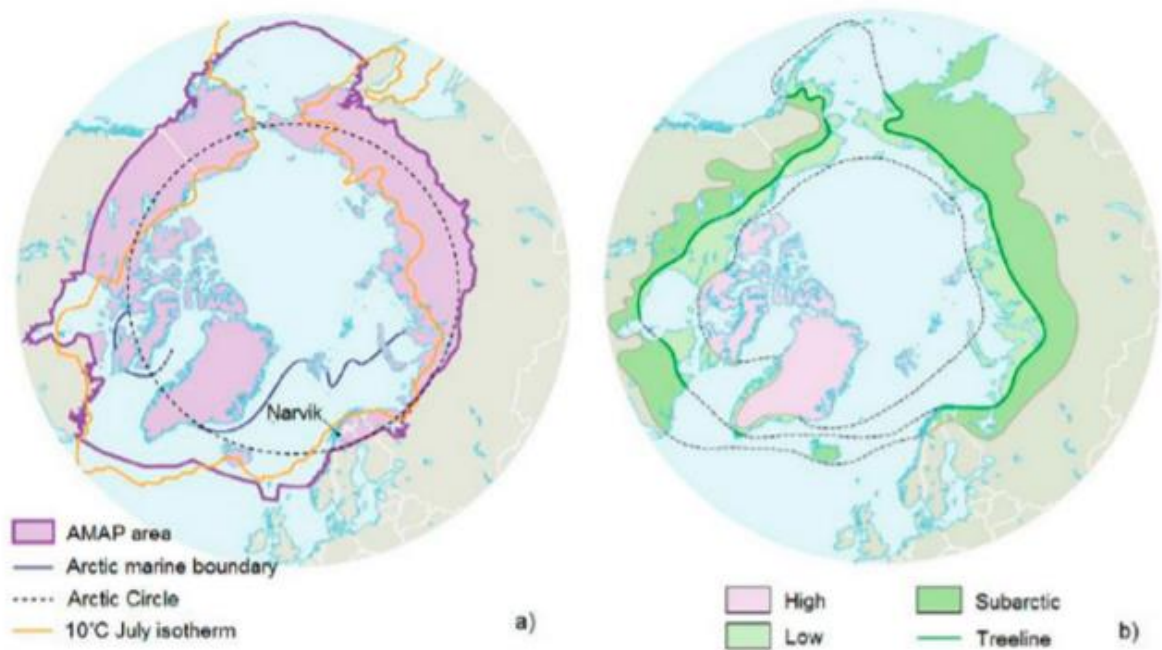 Narvik
AMAP area
Arctic marine boundary
Arctic Circle
10°C July isotherm
a)
High
Low
Subarctic
Treeline
b)